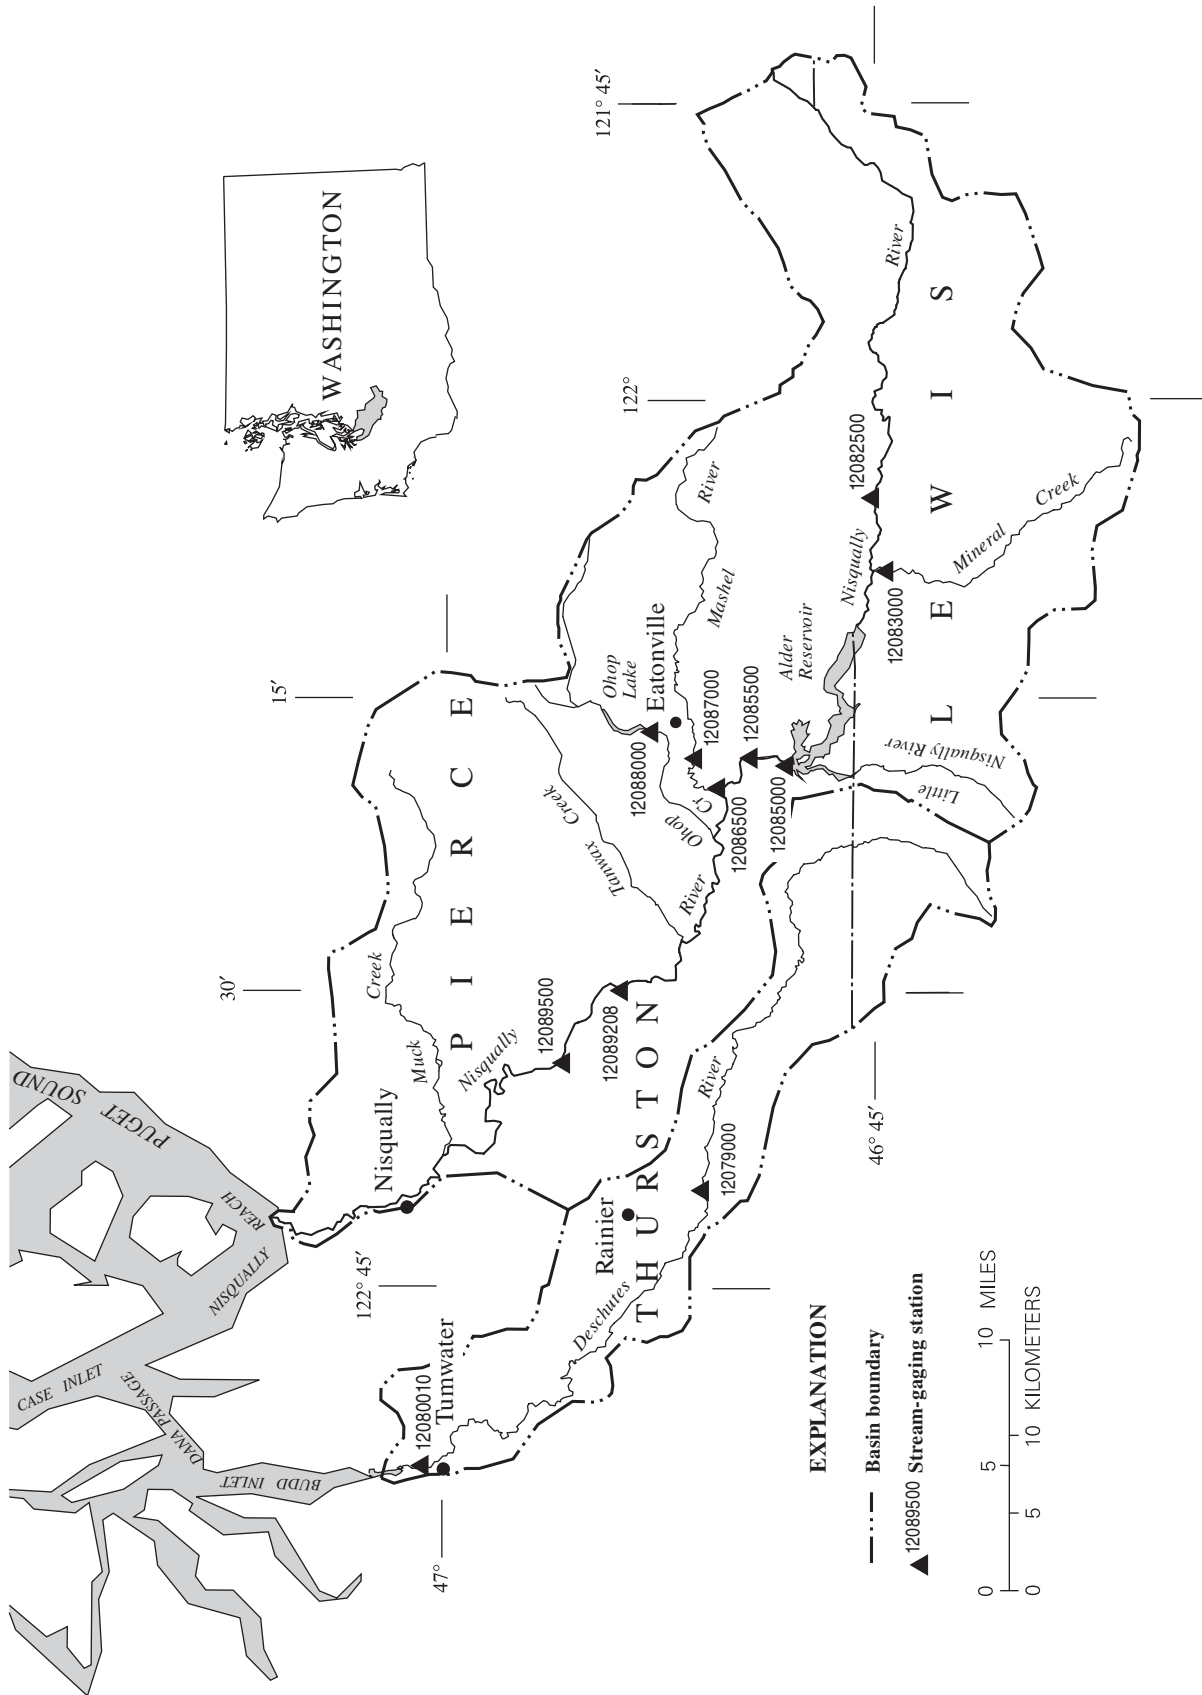 WASHINGTON
121° 45′
122°
15′
30′
122° 45′
47°
46° 45′
PUGET SOUND
NISQUALLY REACH
CASE INLET
DANA PASSAGE
BUDD INLET
PIERCE
THURSTON
LEWIS
Nisqually
Tumwater
Rainier
Eatonville
Muck Creek
Nisqually River
Tanwax Creek
Ohop Cr
Ohop
Lake
Mashel River
Alder
Reservoir
Nisqually River
Mineral Creek
Little Nisqually River
Deschutes River
12080010
12079000
12089500
12089208
12088000
12087000
12086500
12085500
12085000
12083000
12082500
EXPLANATION
Basin boundary
12089500 Stream-gaging station
0 5 10 MILES
0 5 10 KILOMETERS